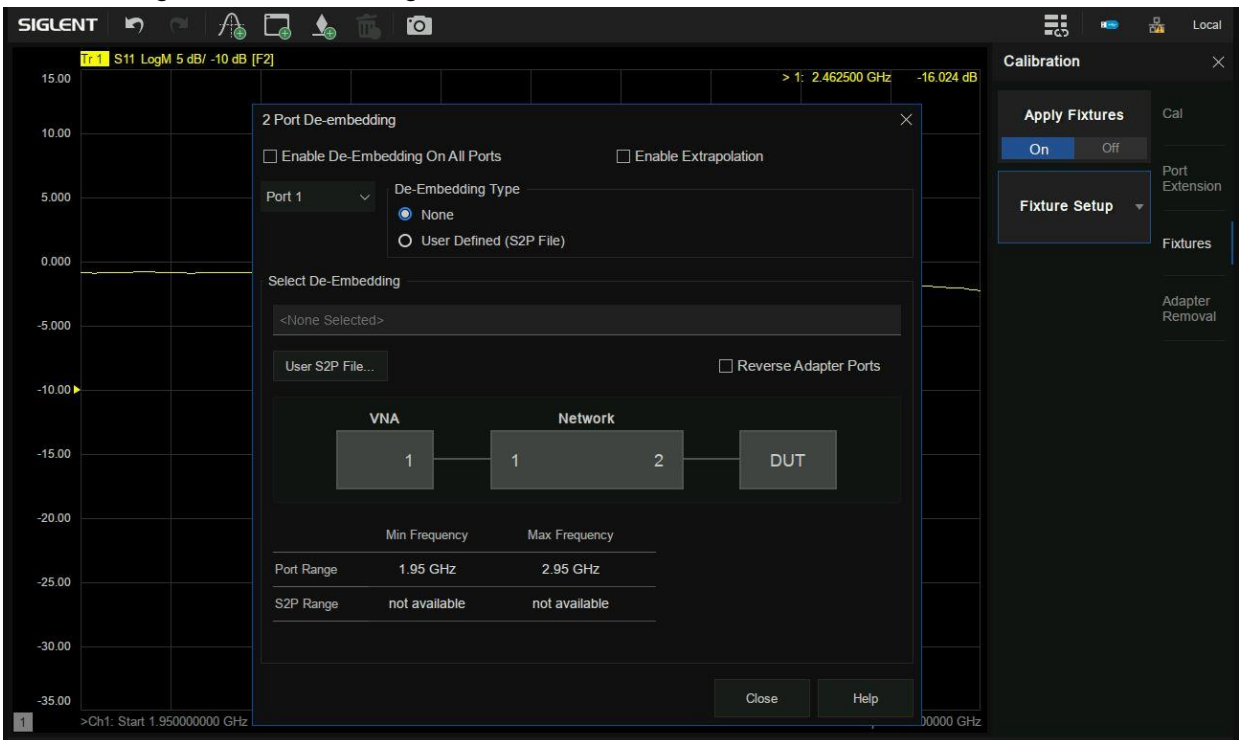 SIGLENT
Local
Tr 1 S11 LogM 5 dB/ -10 dB [F2]
> 1: 2.462500 GHz -16.024 dB
15.00
10.00
5.000
0.000
-5.000
-10.00
-15.00
-20.00
-25.00
-30.00
-35.00
1
>Ch1: Start 1.950000000 GHz
00000 GHz
2 Port De-embedding
Enable De-Embedding On All Ports
Enable Extrapolation
Port 1
De-Embedding Type
None
User Defined (S2P File)
Select De-Embedding
<None Selected>
User S2P File...
Reverse Adapter Ports
VNA Network
1 1 2 DUT
Min Frequency Max Frequency
Port Range 1.95 GHz 2.95 GHz
S2P Range not available not available
Close Help
Calibration
Apply Fixtures
On Off
Fixture Setup
Cal
Port
Extension
Fixtures
Adapter
Removal